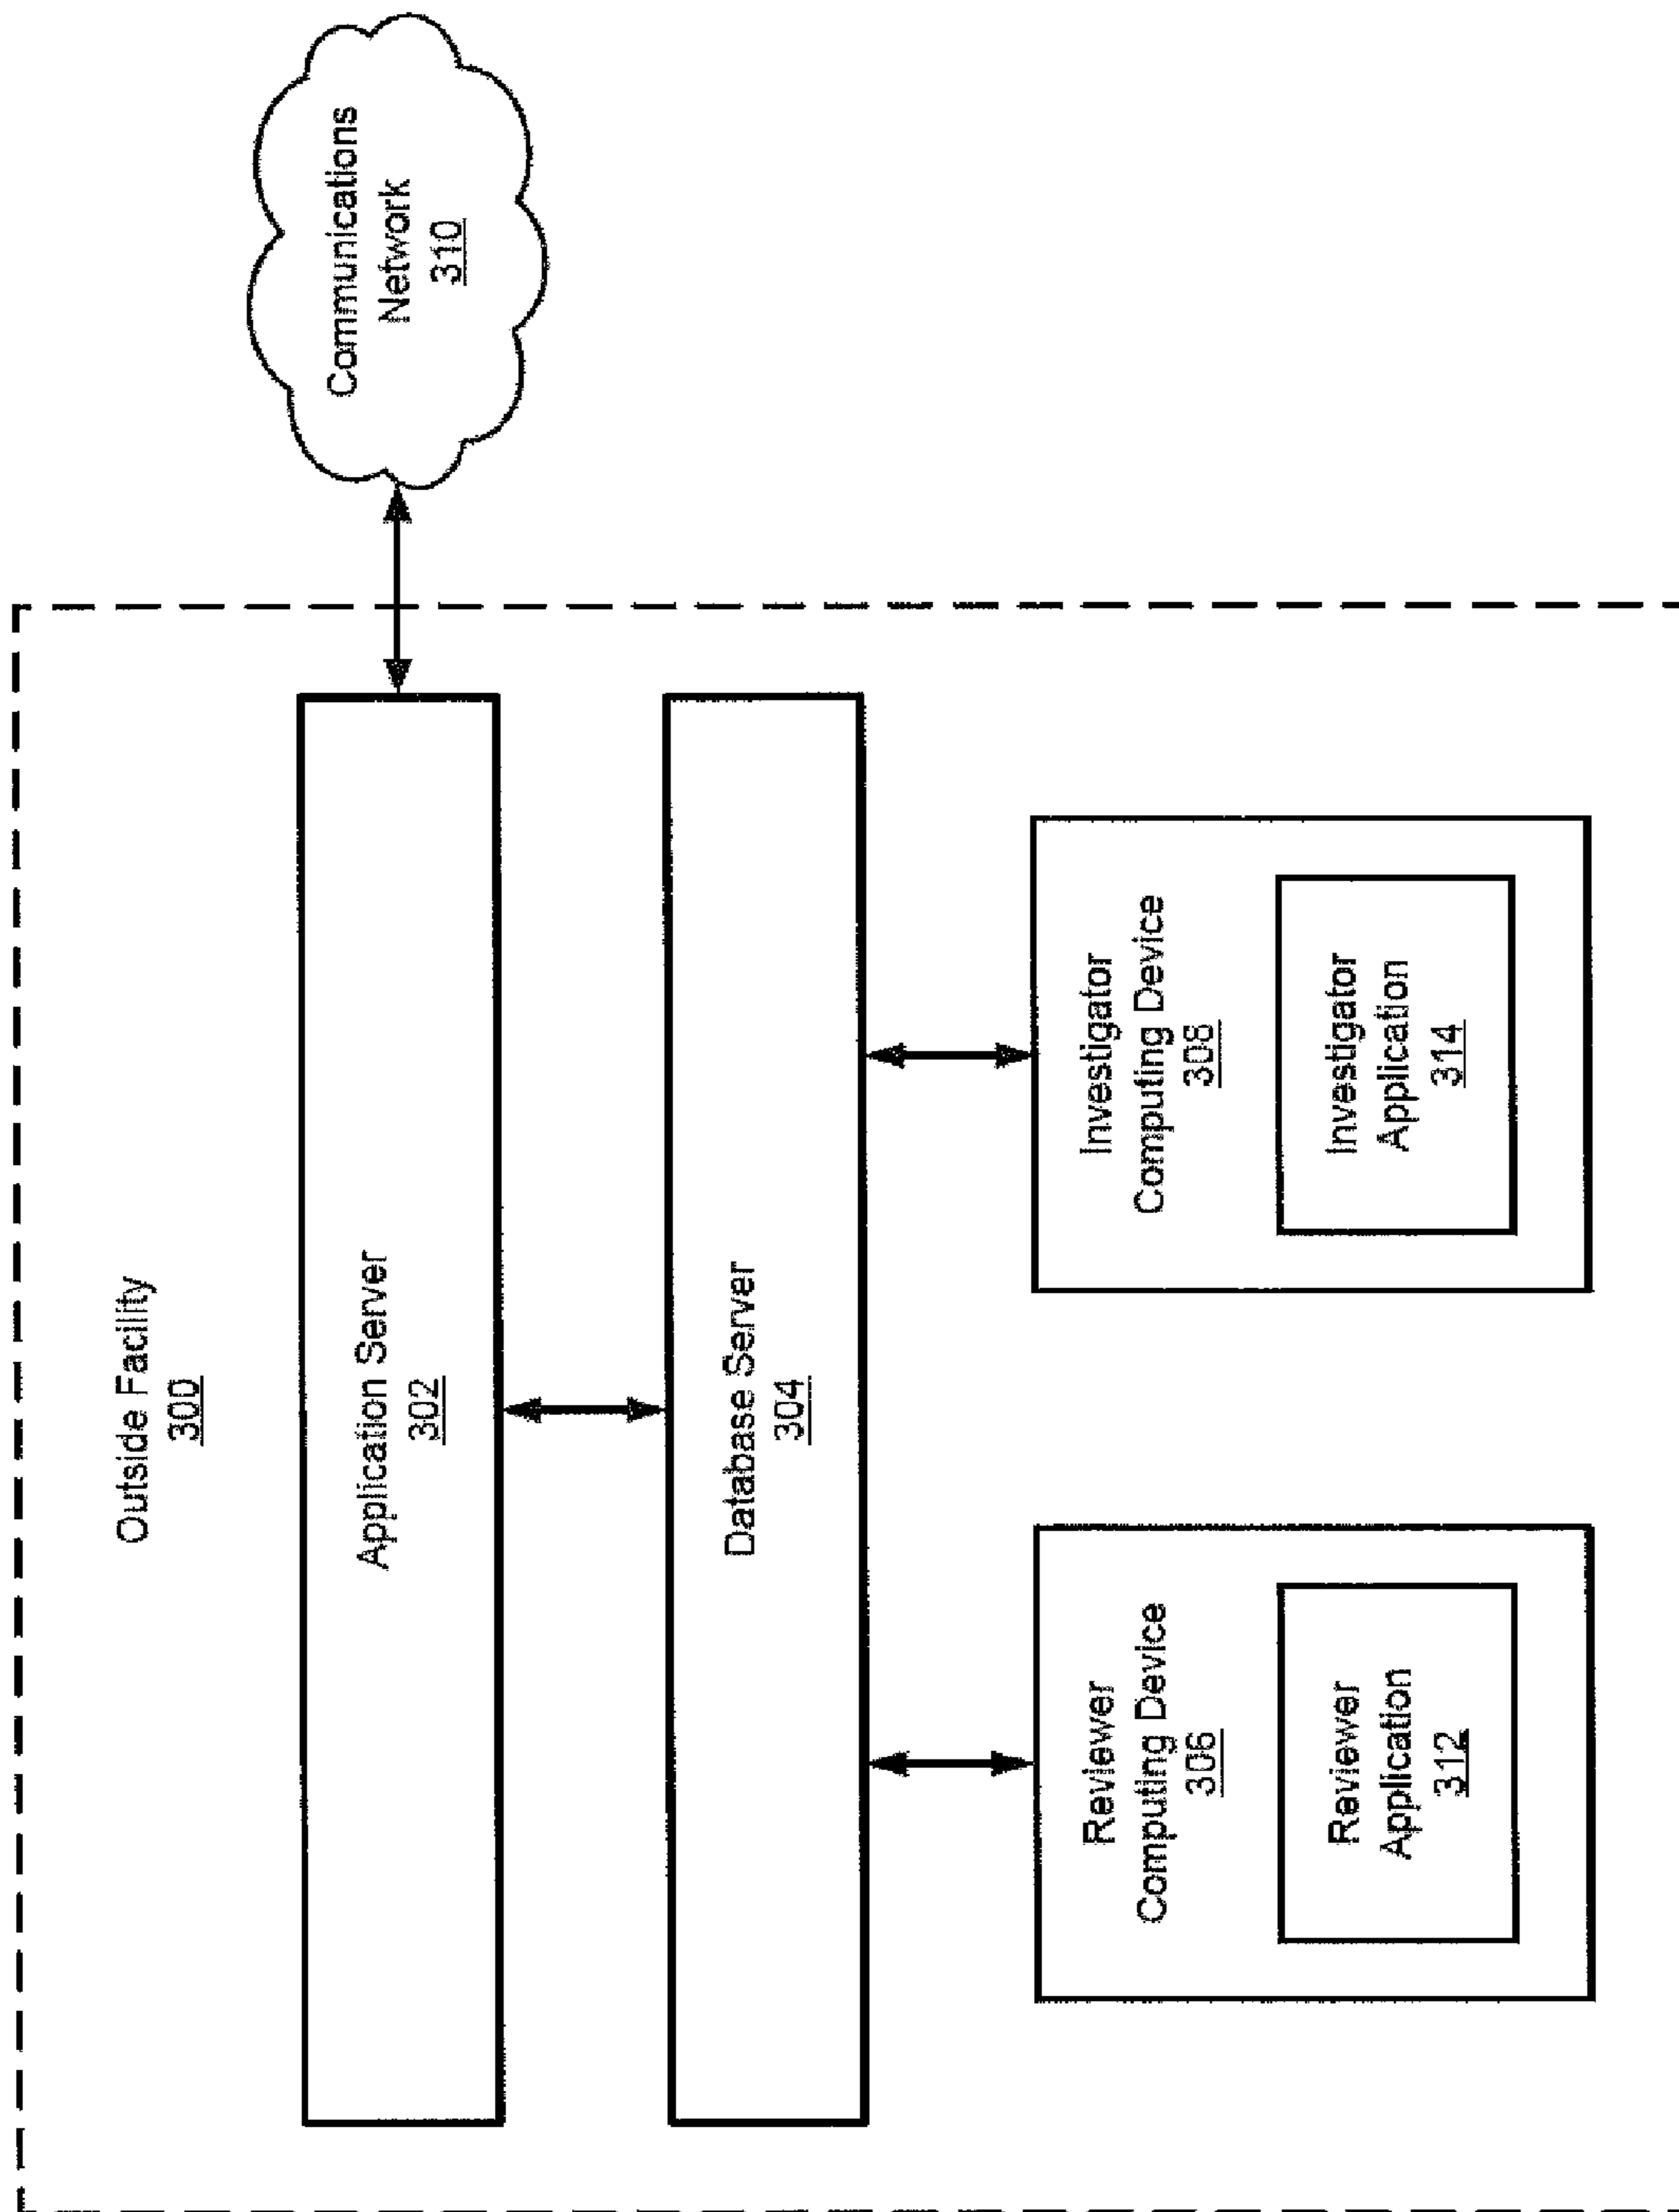 Outside Facility
300
Application Server
302
Communications
Network
310
Database Server
304
Reviewer
Computing Device
306
Reviewer
Application
312
Investigator
Computing Device
308
Investigator
Application
314